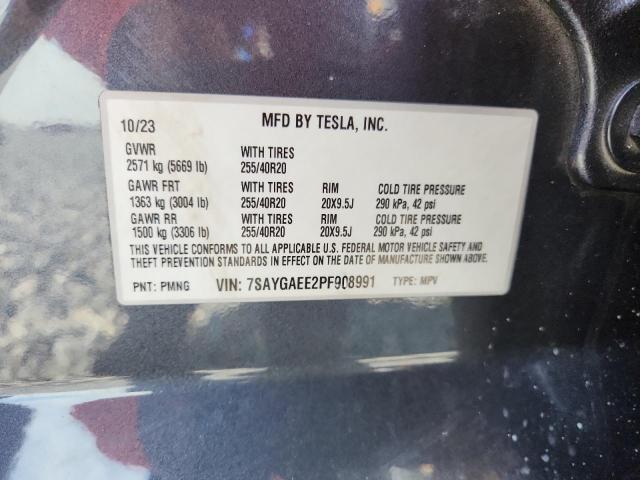 10/23 MFD BY TESLA, INC.
GVWR WITH TIRES
2571 kg (5669 lb) 255/40R20
GAWR FRT WITH TIRES RIM COLD TIRE PRESSURE
1363 kg (3004 lb) 255/40R20 20X9.5J 290 kPa, 42 psi
GAWR RR WITH TIRES RIM COLD TIRE PRESSURE
1500 kg (3306 lb) 255/40R20 20X9.5J 290 kPa, 42 psi
THIS VEHICLE CONFORMS TO ALL APPLICABLE U.S. FEDERAL MOTOR VEHICLE SAFETY AND
THEFT PREVENTION STANDARDS IN EFFECT ON DATE OF MANUFACTURE SHOWN ABOVE.
PNT: PMNG VIN: 7SAYGAEE2PF908991 TYPE: MPV